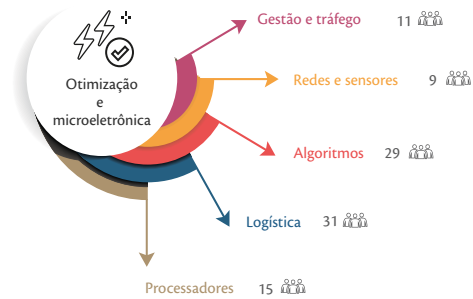 Otimização
e
microeletrônica
Gestão e tráfego 11
Redes e sensores 9
Algoritmos 29
Logística 31
Processadores 15